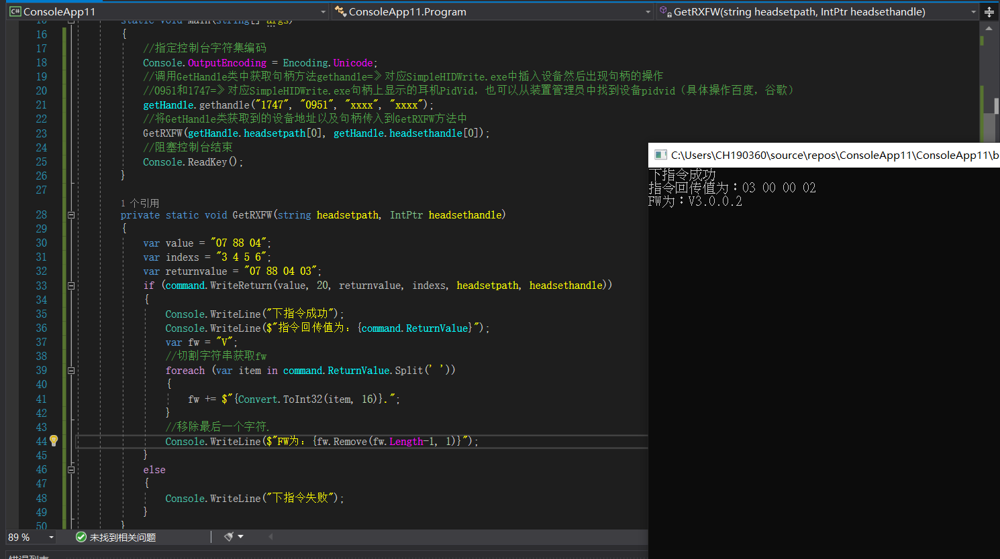 ConsoleApp11
ConsoleApp11.Program
GetRXFW(string headsetpath, IntPtr headsethandle)
16 {
17 //指定控制台字符集编码
18 Console.OutputEncoding = Encoding.Unicode;
19 //调用GetHandle类中获取句柄方法gethandle=》对应SimpleHIDWrite.exe中插入设备然后出现句柄的操作
20 //0951和1747=》对应SimpleHIDWrite.exe句柄上显示的耳机PidVid，也可以从装置管理员中找到设备pidvid（具体操作百度，谷歌）
21 getHandle.gethandle("1747", "0951", "xxxx", "xxxx");
22 //将GetHandle类获取到的设备地址以及句柄传入到GetRXFW方法中
23 GetRXFW(getHandle.headsetpath[0], getHandle.headsethandle[0]);
24 //阻塞控制台结束
25 Console.ReadKey();
26 }
27
1 个引用
28 private static void GetRXFW(string headsetpath, IntPtr headsethandle)
29 {
30 var value = "07 88 04";
31 var indexs = "3 4 5 6";
32 var returnvalue = "07 88 04 03";
33 if (command.WriteReturn(value, 20, returnvalue, indexs, headsetpath, headsethandle))
34 {
35 Console.WriteLine("下指令成功");
36 Console.WriteLine($"指令回传值为：{command.ReturnValue}");
37 var fw = "V";
38 //切割字符串获取fw
39 foreach (var item in command.ReturnValue.Split(' '))
40 {
41 fw += $"{Convert.ToInt32(item, 16)}.";
42 }
43 //移除最后一个字符.
44 Console.WriteLine($"FW为：{fw.Remove(fw.Length-1, 1)}");
45 }
46 else
47 {
48 Console.WriteLine("下指令失败");
49 }
50 }
89 %
未找到相关问题
C:\Users\CH190360\source\repos\ConsoleApp11\ConsoleApp11\b
下指令成功
指令回传值为：03 00 00 02
FW为：V3.0.0.2